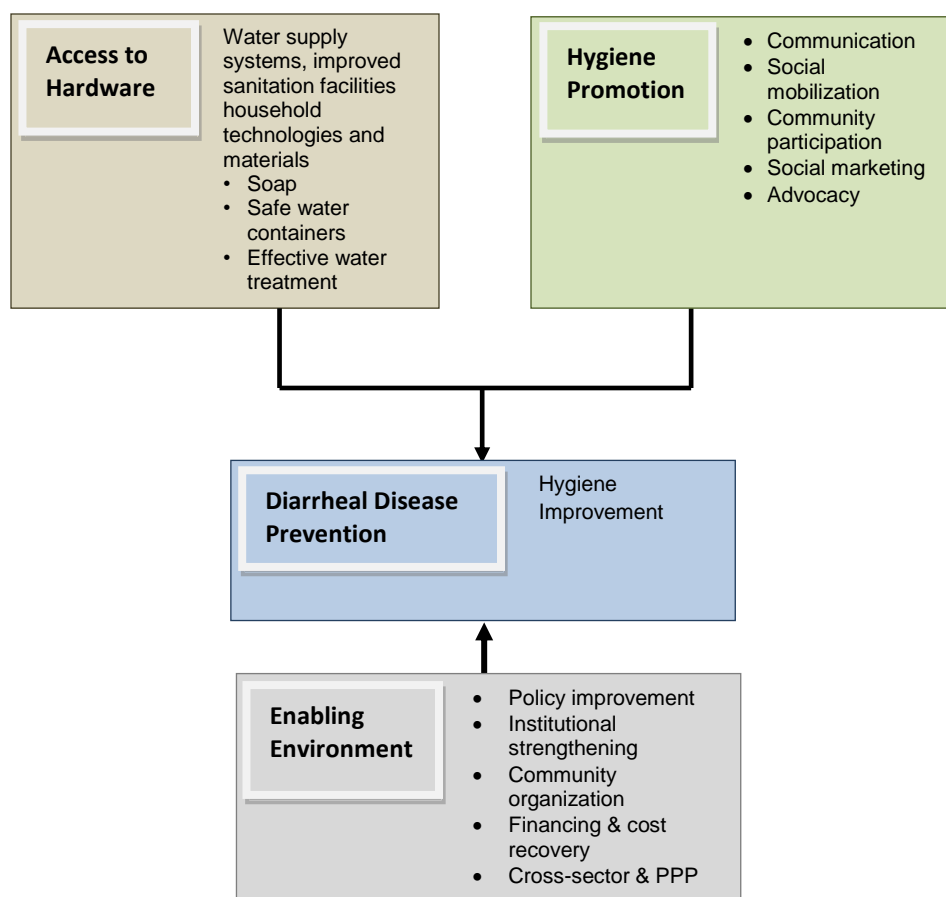 Access to
Hardware
Water supply
systems, improved
sanitation facilities
household
technologies and
materials
• Soap
• Safe water
containers
• Effective water
treatment
Hygiene
Promotion
• Communication
• Social
mobilization
• Community
participation
• Social marketing
• Advocacy
Diarrheal Disease
Prevention
Hygiene
Improvement
Enabling
Environment
• Policy improvement
• Institutional
strengthening
• Community
organization
• Financing & cost
recovery
• Cross-sector & PPP